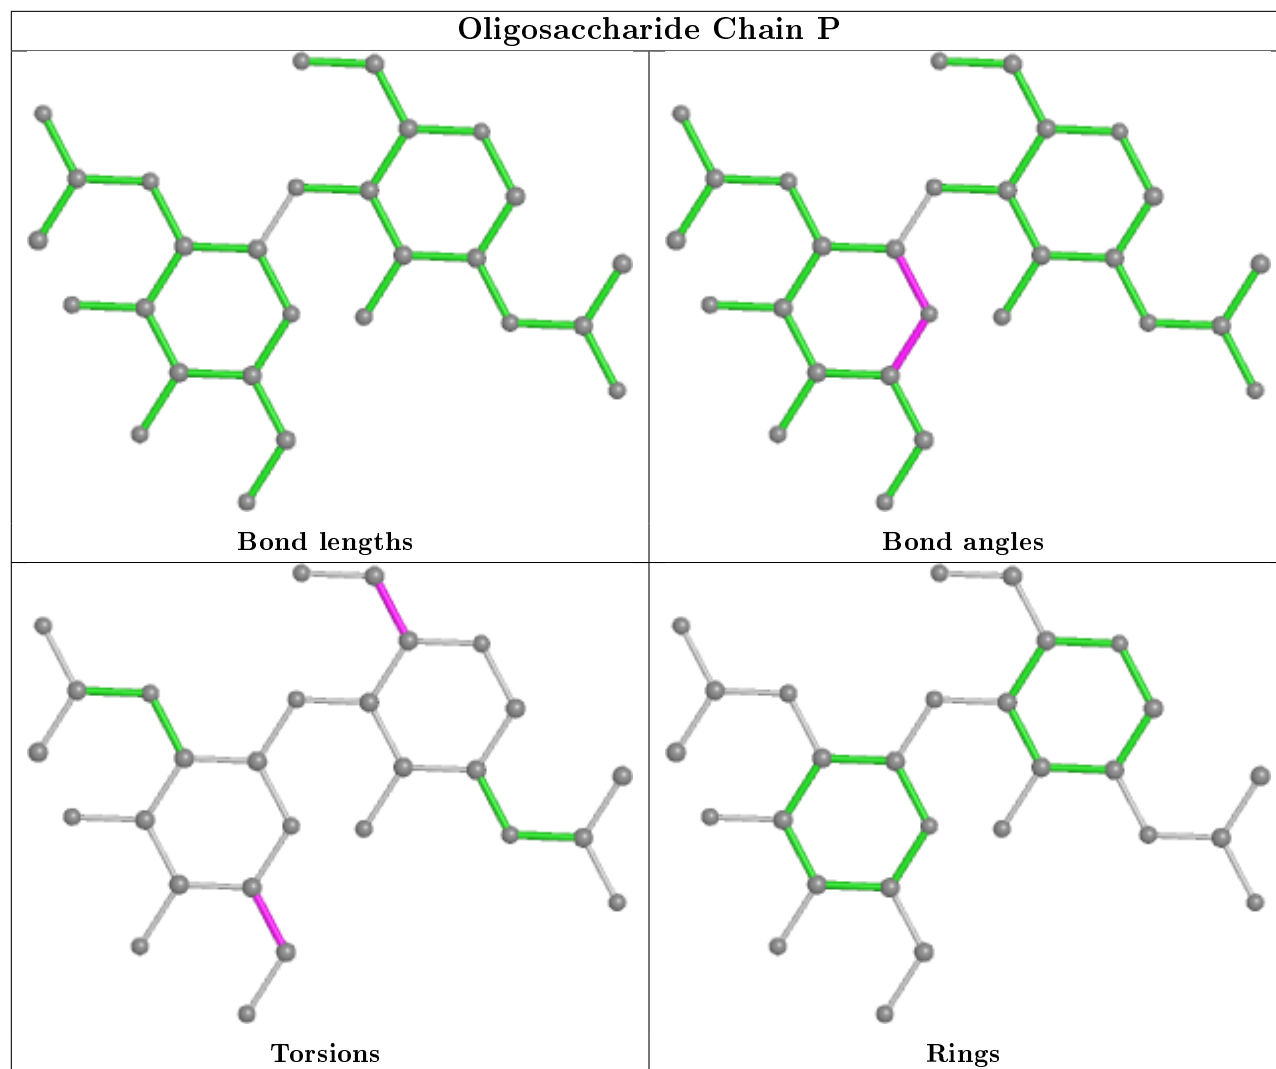 Oligosaccharide Chain P
Bond lengths
Bond angles
Torsions
Rings